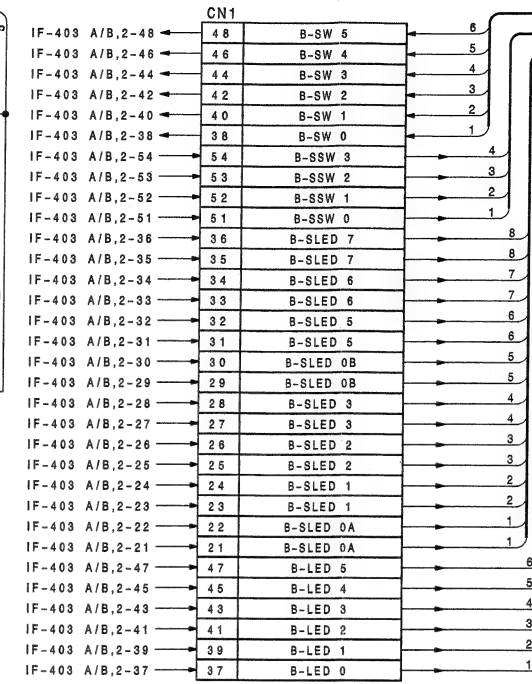 CN1
IF-403 A/B,2-48 48 B-SW 5 6
IF-403 A/B,2-46 46 B-SW 4 5
IF-403 A/B,2-44 44 B-SW 3 4
IF-403 A/B,2-42 42 B-SW 2 3
IF-403 A/B,2-40 40 B-SW 1 2
IF-403 A/B,2-38 38 B-SW 0 1
IF-403 A/B,2-54 54 B-SSW 3 4
IF-403 A/B,2-53 53 B-SSW 2 3
IF-403 A/B,2-52 52 B-SSW 1 2
IF-403 A/B,2-51 51 B-SSW 0 1
IF-403 A/B,2-36 36 B-SLED 7 8
IF-403 A/B,2-35 35 B-SLED 7 8
IF-403 A/B,2-34 34 B-SLED 6 7
IF-403 A/B,2-33 33 B-SLED 6 7
IF-403 A/B,2-32 32 B-SLED 5 6
IF-403 A/B,2-31 31 B-SLED 5 6
IF-403 A/B,2-30 30 B-SLED 0B 5
IF-403 A/B,2-29 29 B-SLED 0B 5
IF-403 A/B,2-28 28 B-SLED 3 4
IF-403 A/B,2-27 27 B-SLED 3 4
IF-403 A/B,2-26 26 B-SLED 2 3
IF-403 A/B,2-25 25 B-SLED 2 3
IF-403 A/B,2-24 24 B-SLED 1 2
IF-403 A/B,2-23 23 B-SLED 1 2
IF-403 A/B,2-22 22 B-SLED 0A 1
IF-403 A/B,2-21 21 B-SLED 0A 1
IF-403 A/B,2-47 47 B-LED 5 6
IF-403 A/B,2-45 45 B-LED 4 5
IF-403 A/B,2-43 43 B-LED 3 4
IF-403 A/B,2-41 41 B-LED 2 3
IF-403 A/B,2-39 39 B-LED 1 2
IF-403 A/B,2-37 37 B-LED 0 1